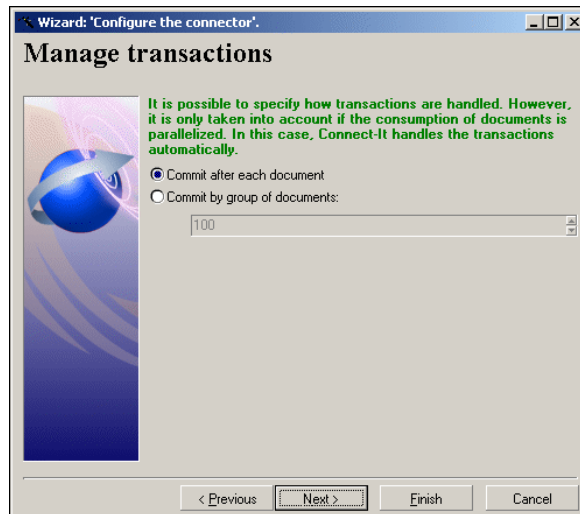 Wizard: 'Configure the connector'.
Manage transactions
It is possible to specify how transactions are handled. However,
it is only taken into account if the consumption of documents is
parallelized. In this case, Connect-It handles the transactions
automatically.
Commit after each document
Commit by group of documents:
100
< Previous Next > Finish Cancel